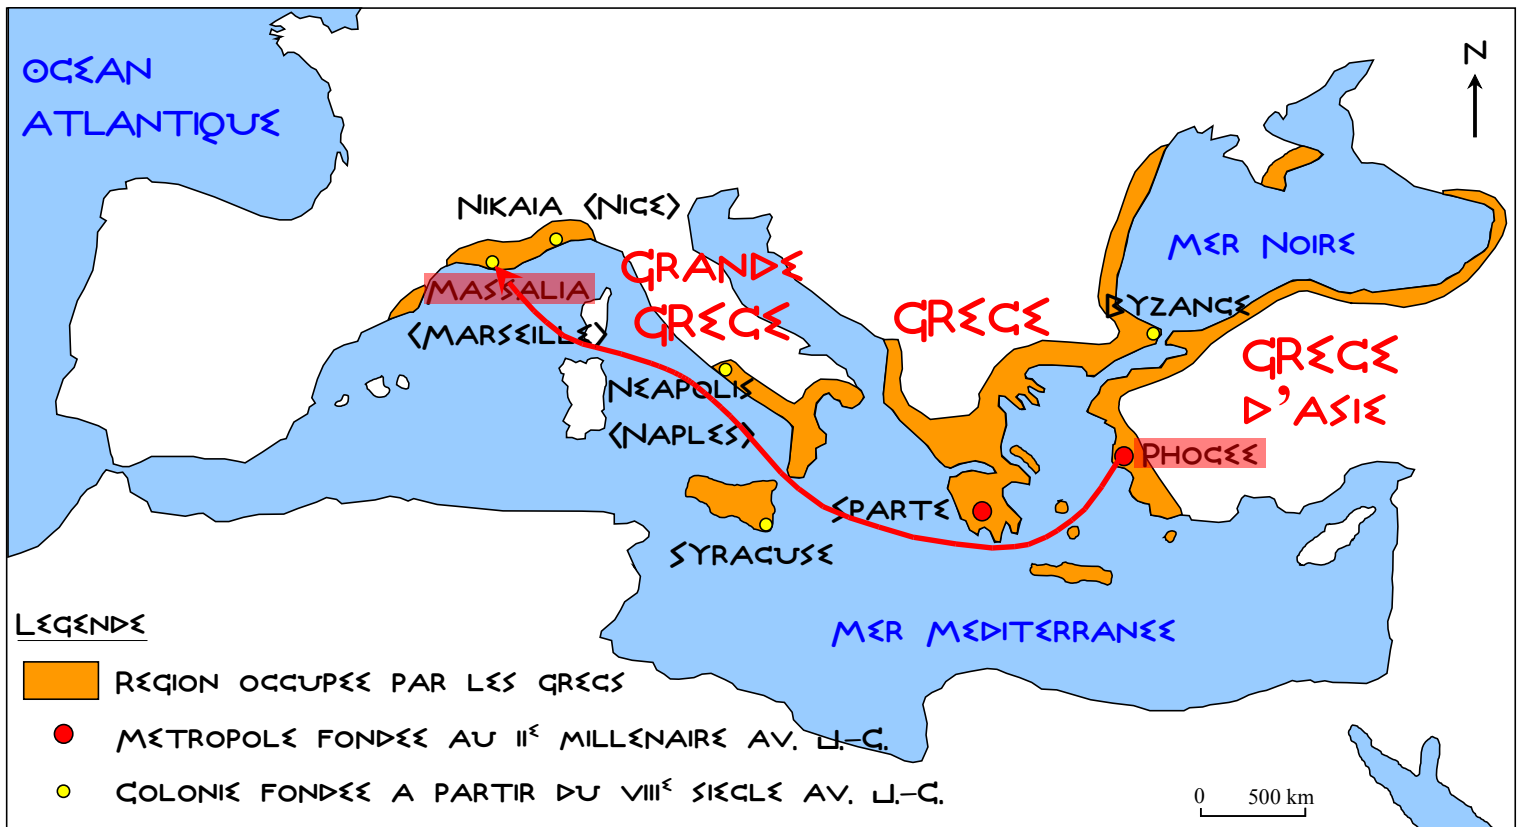 OCEAN
ATLANTIQUE
N
NIKAIA (NICE)
MASSALIA
(MARSEILLE)
GRANDE
GRECE
NEAPOLIS
(NAPLES)
SYRACUSE
GRECE
SPARTE
MER NOIRE
BYZANCE
GRECE
D'ASIE
PHOCEE
MER MEDITERRANEE
LEGENDE
REGION OCCUPEE PAR LES GRECS
METROPOLE FONDEE AU IIE MILLENAIRE AV. J.-C.
COLONIE FONDEE A PARTIR DU VIIIE SIECLE AV. J.-C.
0 500 km